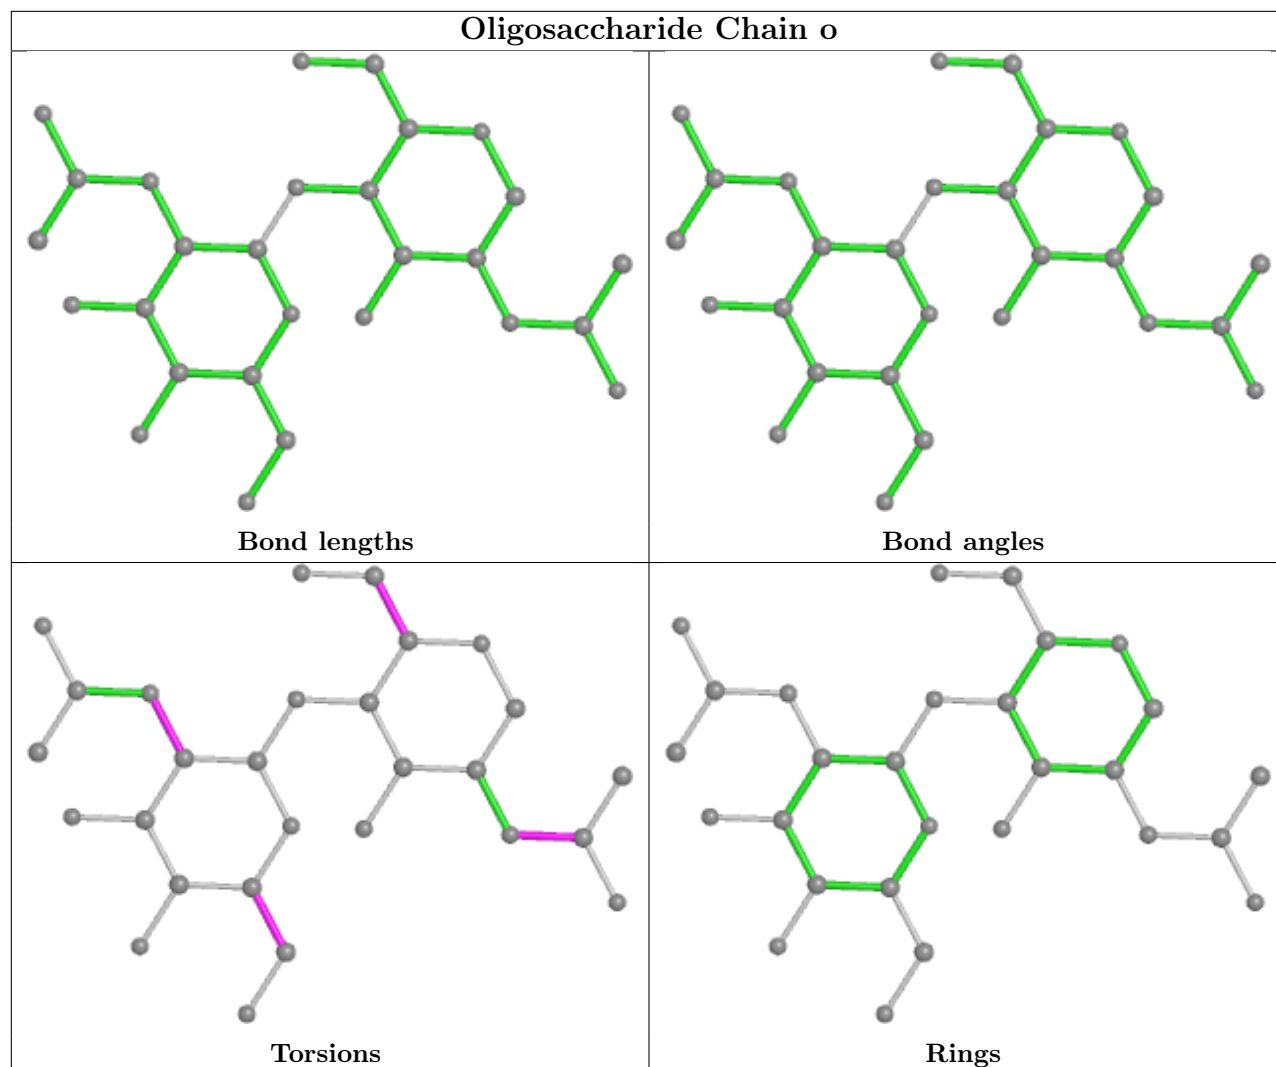 Oligosaccharide Chain o
Bond lengths
Bond angles
Torsions
Rings